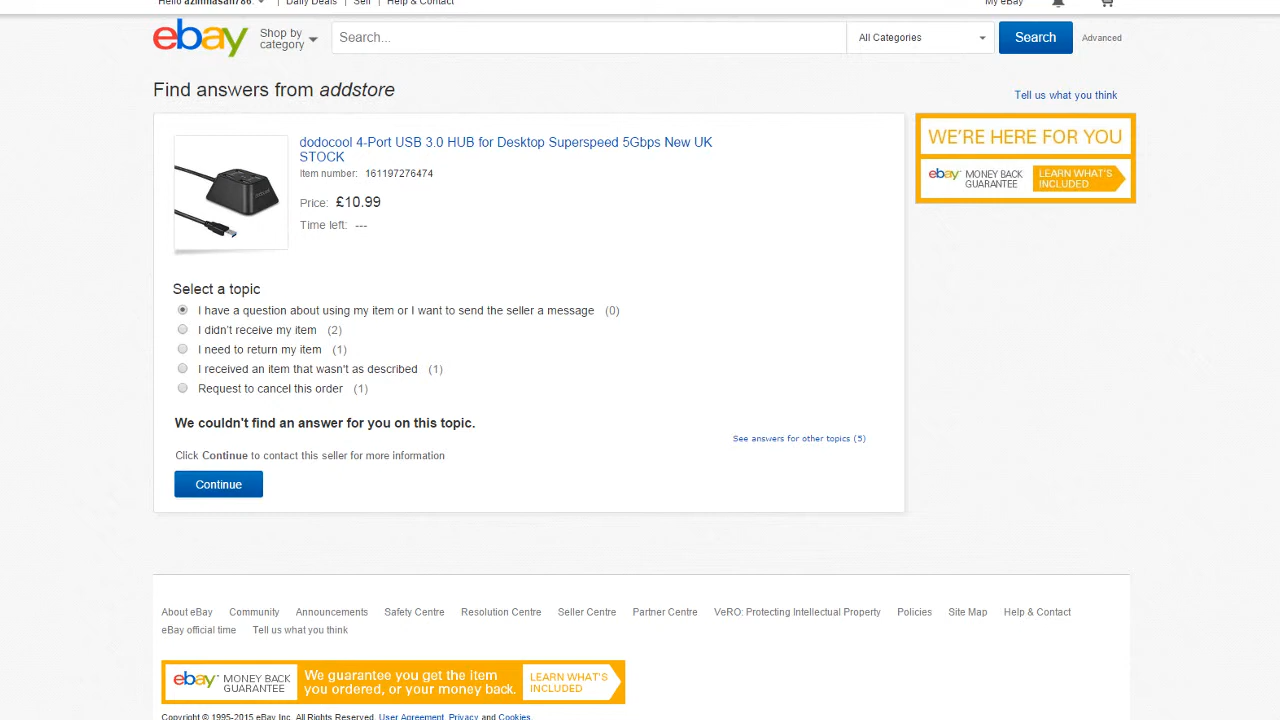 Hello azimhasan786. | Daily Deals | Sell | Help & Contact
My eBay
ebay
Shop by
category
Search...
All Categories
Search
Advanced
Find answers from addstore
Tell us what you think
dodocool 4-Port USB 3.0 HUB for Desktop Superspeed 5Gbps New UK
STOCK
Item number: 161197276474
Price: £10.99
Time left: ---
WE'RE HERE FOR YOU
ebay MONEY BACK
GUARANTEE
LEARN WHAT'S
INCLUDED
Select a topic
I have a question about using my item or I want to send the seller a message (0)
I didn't receive my item (2)
I need to return my item (1)
I received an item that wasn't as described (1)
Request to cancel this order (1)
We couldn't find an answer for you on this topic.
See answers for other topics (5)
Click Continue to contact this seller for more information
Continue
About eBay Community Announcements Safety Centre Resolution Centre Seller Centre Partner Centre VeRO: Protecting Intellectual Property Policies Site Map Help & Contact
eBay official time Tell us what you think
ebay MONEY BACK
GUARANTEE
We guarantee you get the item
you ordered, or your money back.
LEARN WHAT'S
INCLUDED
Copyright © 1995-2015 eBay Inc. All Rights Reserved. User Agreement, Privacy and Cookies.